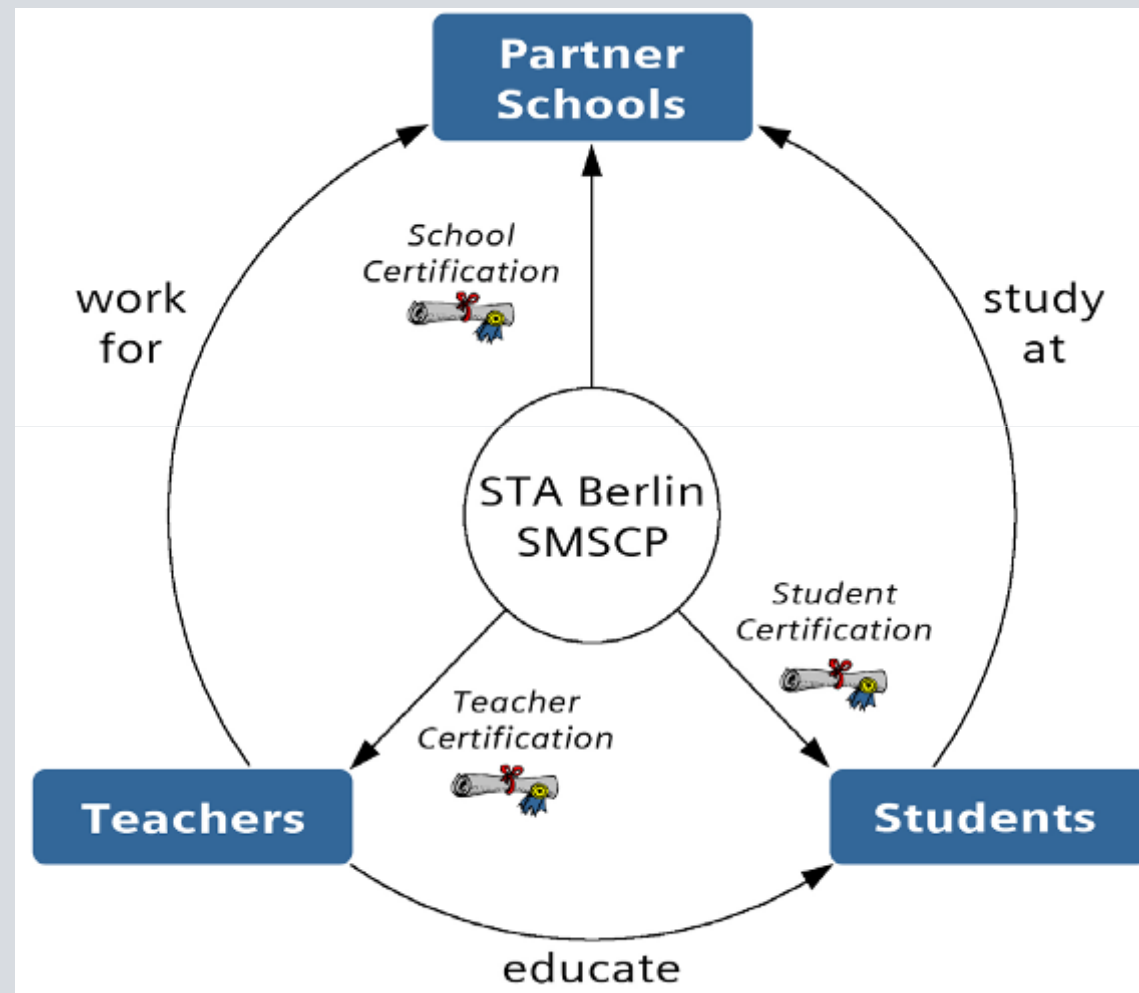 Partner
Schools
School
Certification
work
for
study
at
STA Berlin
SMSCP
Student
Certification
Teacher
Certification
Teachers
Students
educate